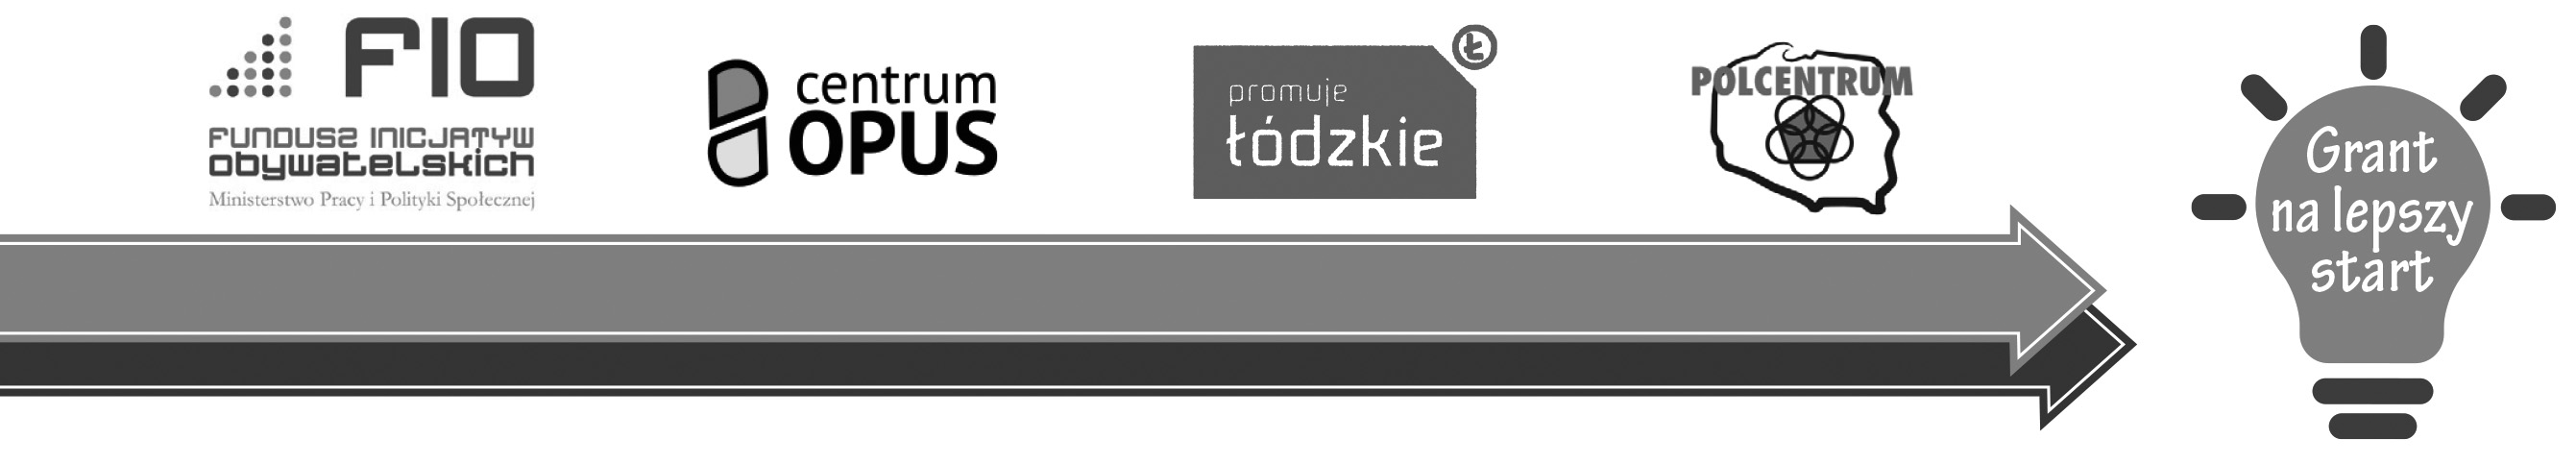 FIO
FUNDUSZ INICJATYW
obywatelskich
Ministerstwo Pracy i Polityki Społecznej
centrum
OPUS
promuje
łódzkie
Ł
POLCENTRUM
Grant
na lepszy
start